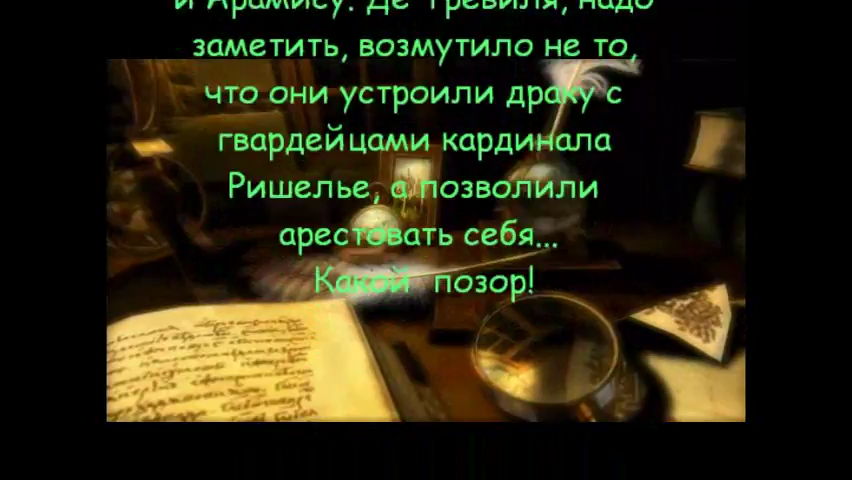 и Арамису. Де Тревиля, надо
заметить, возмутило не то,
что они устроили драку с
гвардейцами кардинала
Ришелье, а позволили
арестовать себя...
Какой позор!